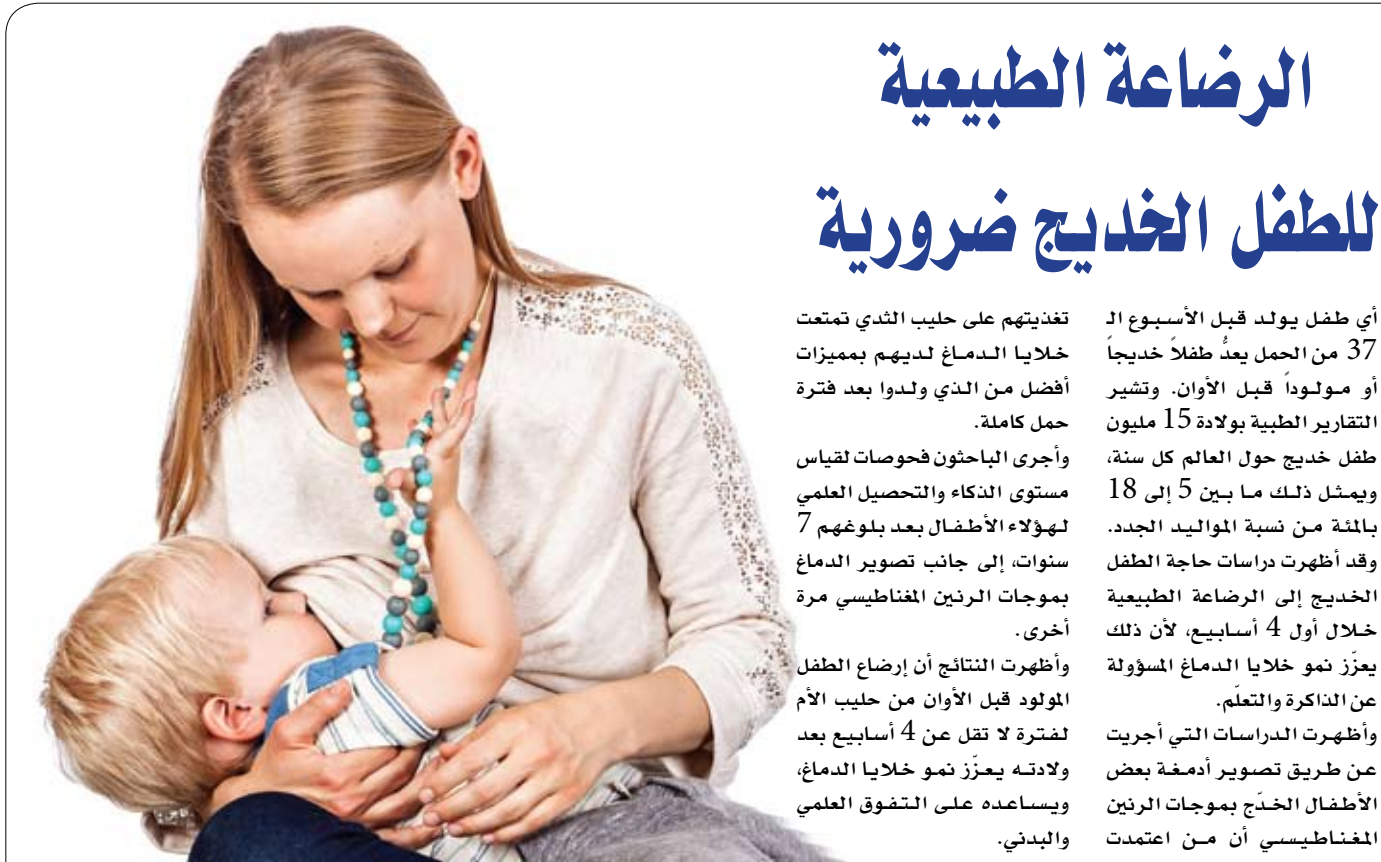 الرضاعة الطبيعية
للطفل الخديج ضرورية
أي طفل يولد قبل الأسبوع الـ
37 من الحمل يعدُّ طفلاً خديجاً
أو مولوداً قبل الأوان. وتشير
التقارير الطبية بولادة 15 مليون
طفل خديج حول العالم كل سنة،
ويمثل ذلك ما بين 5 إلى 18
بالمئة من نسبة المواليد الجدد.
وقد أظهرت دراسات حاجة الطفل
الخديج إلى الرضاعة الطبيعية
خلال أول 4 أسابيع، لأن ذلك
يعزّز نمو خلايا الدماغ المسؤولة
عن الذاكرة والتعلّم.
وأظهرت الدراسات التي أجريت
عن طريق تصوير أدمغة بعض
الأطفال الخدّج بموجات الرنين
المغناطيسي أن من اعتمدت
تغذيتهم على حليب الثدي تمتعت
خلايا الدماغ لديهم بمميزات
أفضل من الذي ولدوا بعد فترة
حمل كاملة.
وأجرى الباحثون فحوصات لقياس
مستوى الذكاء والتحصيل العلمي
لهؤلاء الأطفال بعد بلوغهم 7
سنوات، إلى جانب تصوير الدماغ
بموجات الرنين المغناطيسي مرة
أخرى.
وأظهرت النتائج أن إرضاع الطفل
المولود قبل الأوان من حليب الأم
لفترة لا تقل عن 4 أسابيع بعد
ولادته يعزّز نمو خلايا الدماغ،
ويساعده على التفوق العلمي
والبدني.